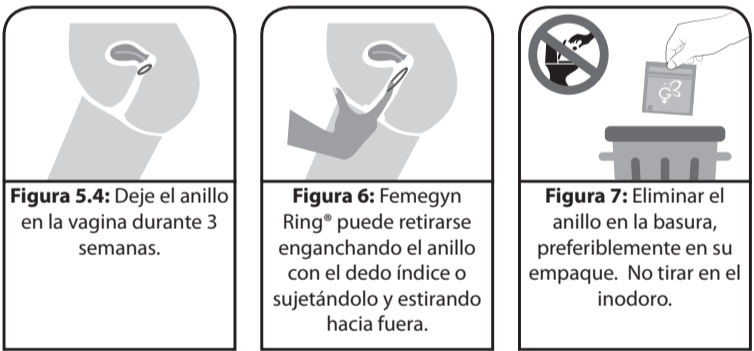 Figura 5.4: Deje el anillo
en la vagina durante 3
semanas.
Figura 6: Femegyn
Ring® puede retirarse
enganchando el anillo
con el dedo índice o
sujetándolo y estirando
hacia fuera.
Figura 7: Eliminar el
anillo en la basura,
preferiblemente en su
empaque.  No tirar en el
inodoro.